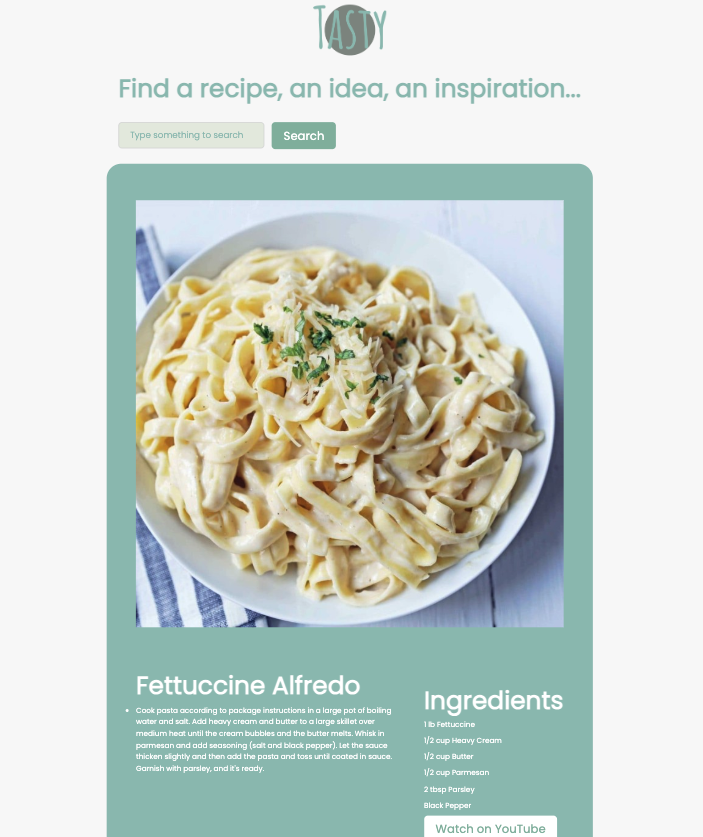 TASTY
Find a recipe, an idea, an inspiration...
Type something to search
Search
Fettuccine Alfredo
Cook pasta according to package instructions in a large pot of boiling
water and salt. Add heavy cream and butter to a large skillet over
medium heat until the cream bubbles and the butter melts. Whisk in
parmesan and add seasoning (salt and black pepper). Let the sauce
thicken slightly and then add the pasta and toss until coated in sauce.
Garnish with parsley, and it's ready.
Ingredients
1 lb Fettuccine
1/2 cup Heavy Cream
1/2 cup Butter
1/2 cup Parmesan
2 tbsp Parsley
Black Pepper
Watch on YouTube